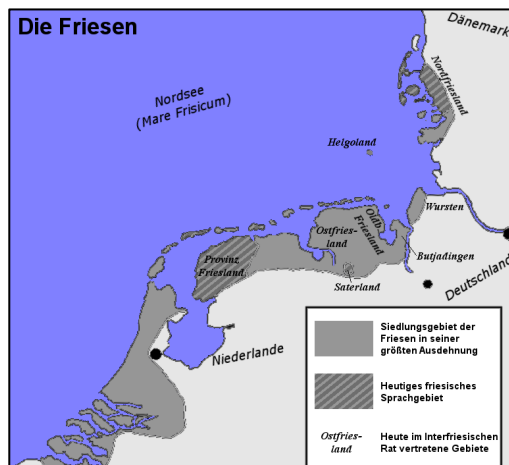 Die Friesen
Dänemark
Nordfriesland
Nordsee
(Mare Frisicum)
Helgoland
Wursten
Oldb.
Friesland
Ostfries-
land
Butjadingen
Provinz
Friesland
Saterland
Deutschland
Niederlande
Siedlungsgebiet der
Friesen in seiner
größten Ausdehnung
Heutiges friesisches
Sprachgebiet
Ostfries-
land
Heute im Interfriesischen
Rat vertretene Gebiete